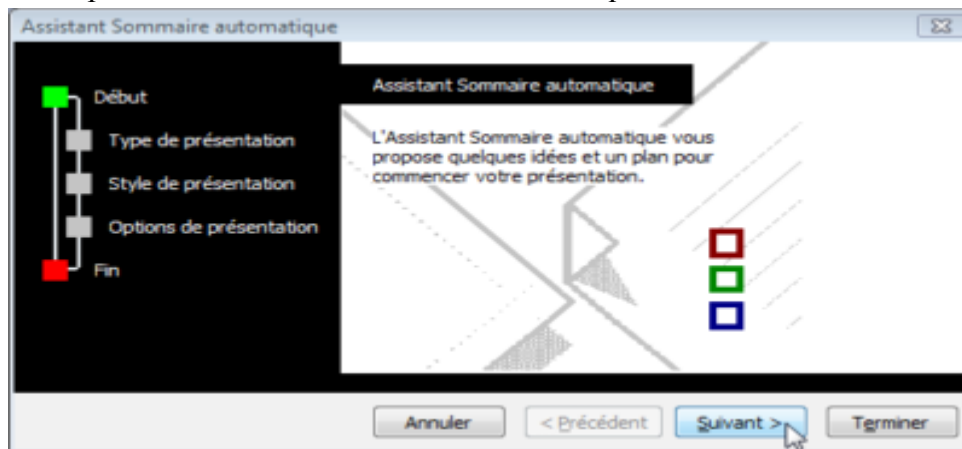 Assistant Sommaire automatique
Début
Type de présentation
Style de présentation
Options de présentation
Fin
Assistant Sommaire automatique
L'Assistant Sommaire automatique vous
propose quelques idées et un plan pour
commencer votre présentation.
Annuler
< Précédent
Suivant >
Terminer